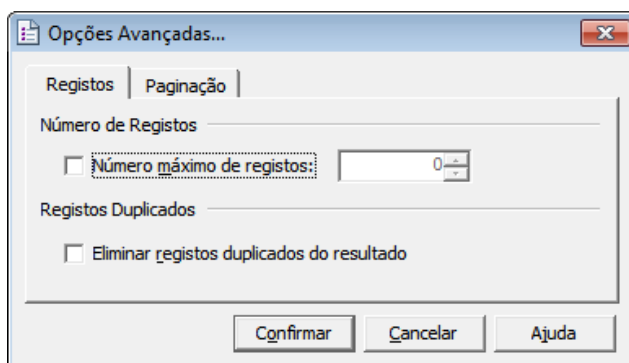 Opções Avançadas...
Registos Paginação
Número de Registos
Número máximo de registos: 0
Registos Duplicados
Eliminar registos duplicados do resultado
Confirmar Cancelar Ajuda